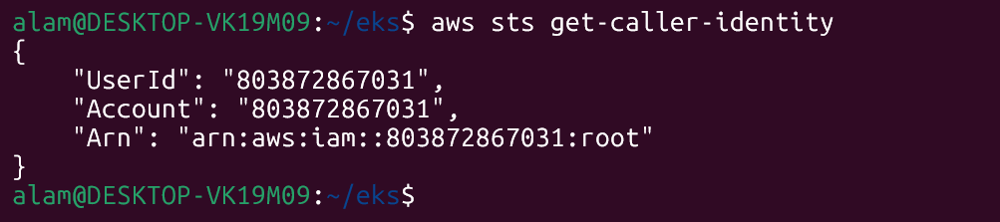 alam@DESKTOP-VK19M09:~/eks$ aws sts get-caller-identity
{
    "UserId": "803872867031",
    "Account": "803872867031",
    "Arn": "arn:aws:iam::803872867031:root"
}
alam@DESKTOP-VK19M09:~/eks$